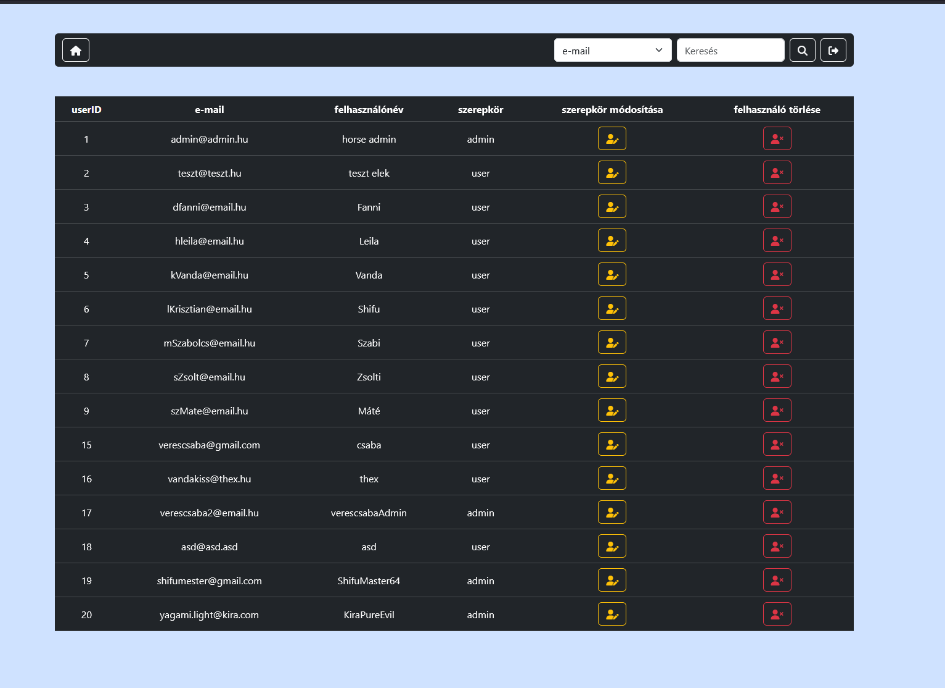 e-mail Keresés
userID e-mail felhasználónév szerepkör szerepkör módosítása felhasználó törlése
1 admin@admin.hu horse admin admin
2 teszt@teszt.hu teszt elek user
3 dfanni@email.hu Fanni user
4 hleila@email.hu Leila user
5 kVanda@email.hu Vanda user
6 lKrisztian@email.hu Shifu user
7 mSzabolcs@email.hu Szabi user
8 sZsolt@email.hu Zsolti user
9 szMate@email.hu Máté user
15 verescsaba@gmail.com csaba user
16 vandakiss@thex.hu thex user
17 verescsaba2@email.hu verescsabaAdmin admin
18 asd@asd.asd asd user
19 shifumester@gmail.com ShifuMaster64 admin
20 yagami.light@kira.com KiraPureEvil admin